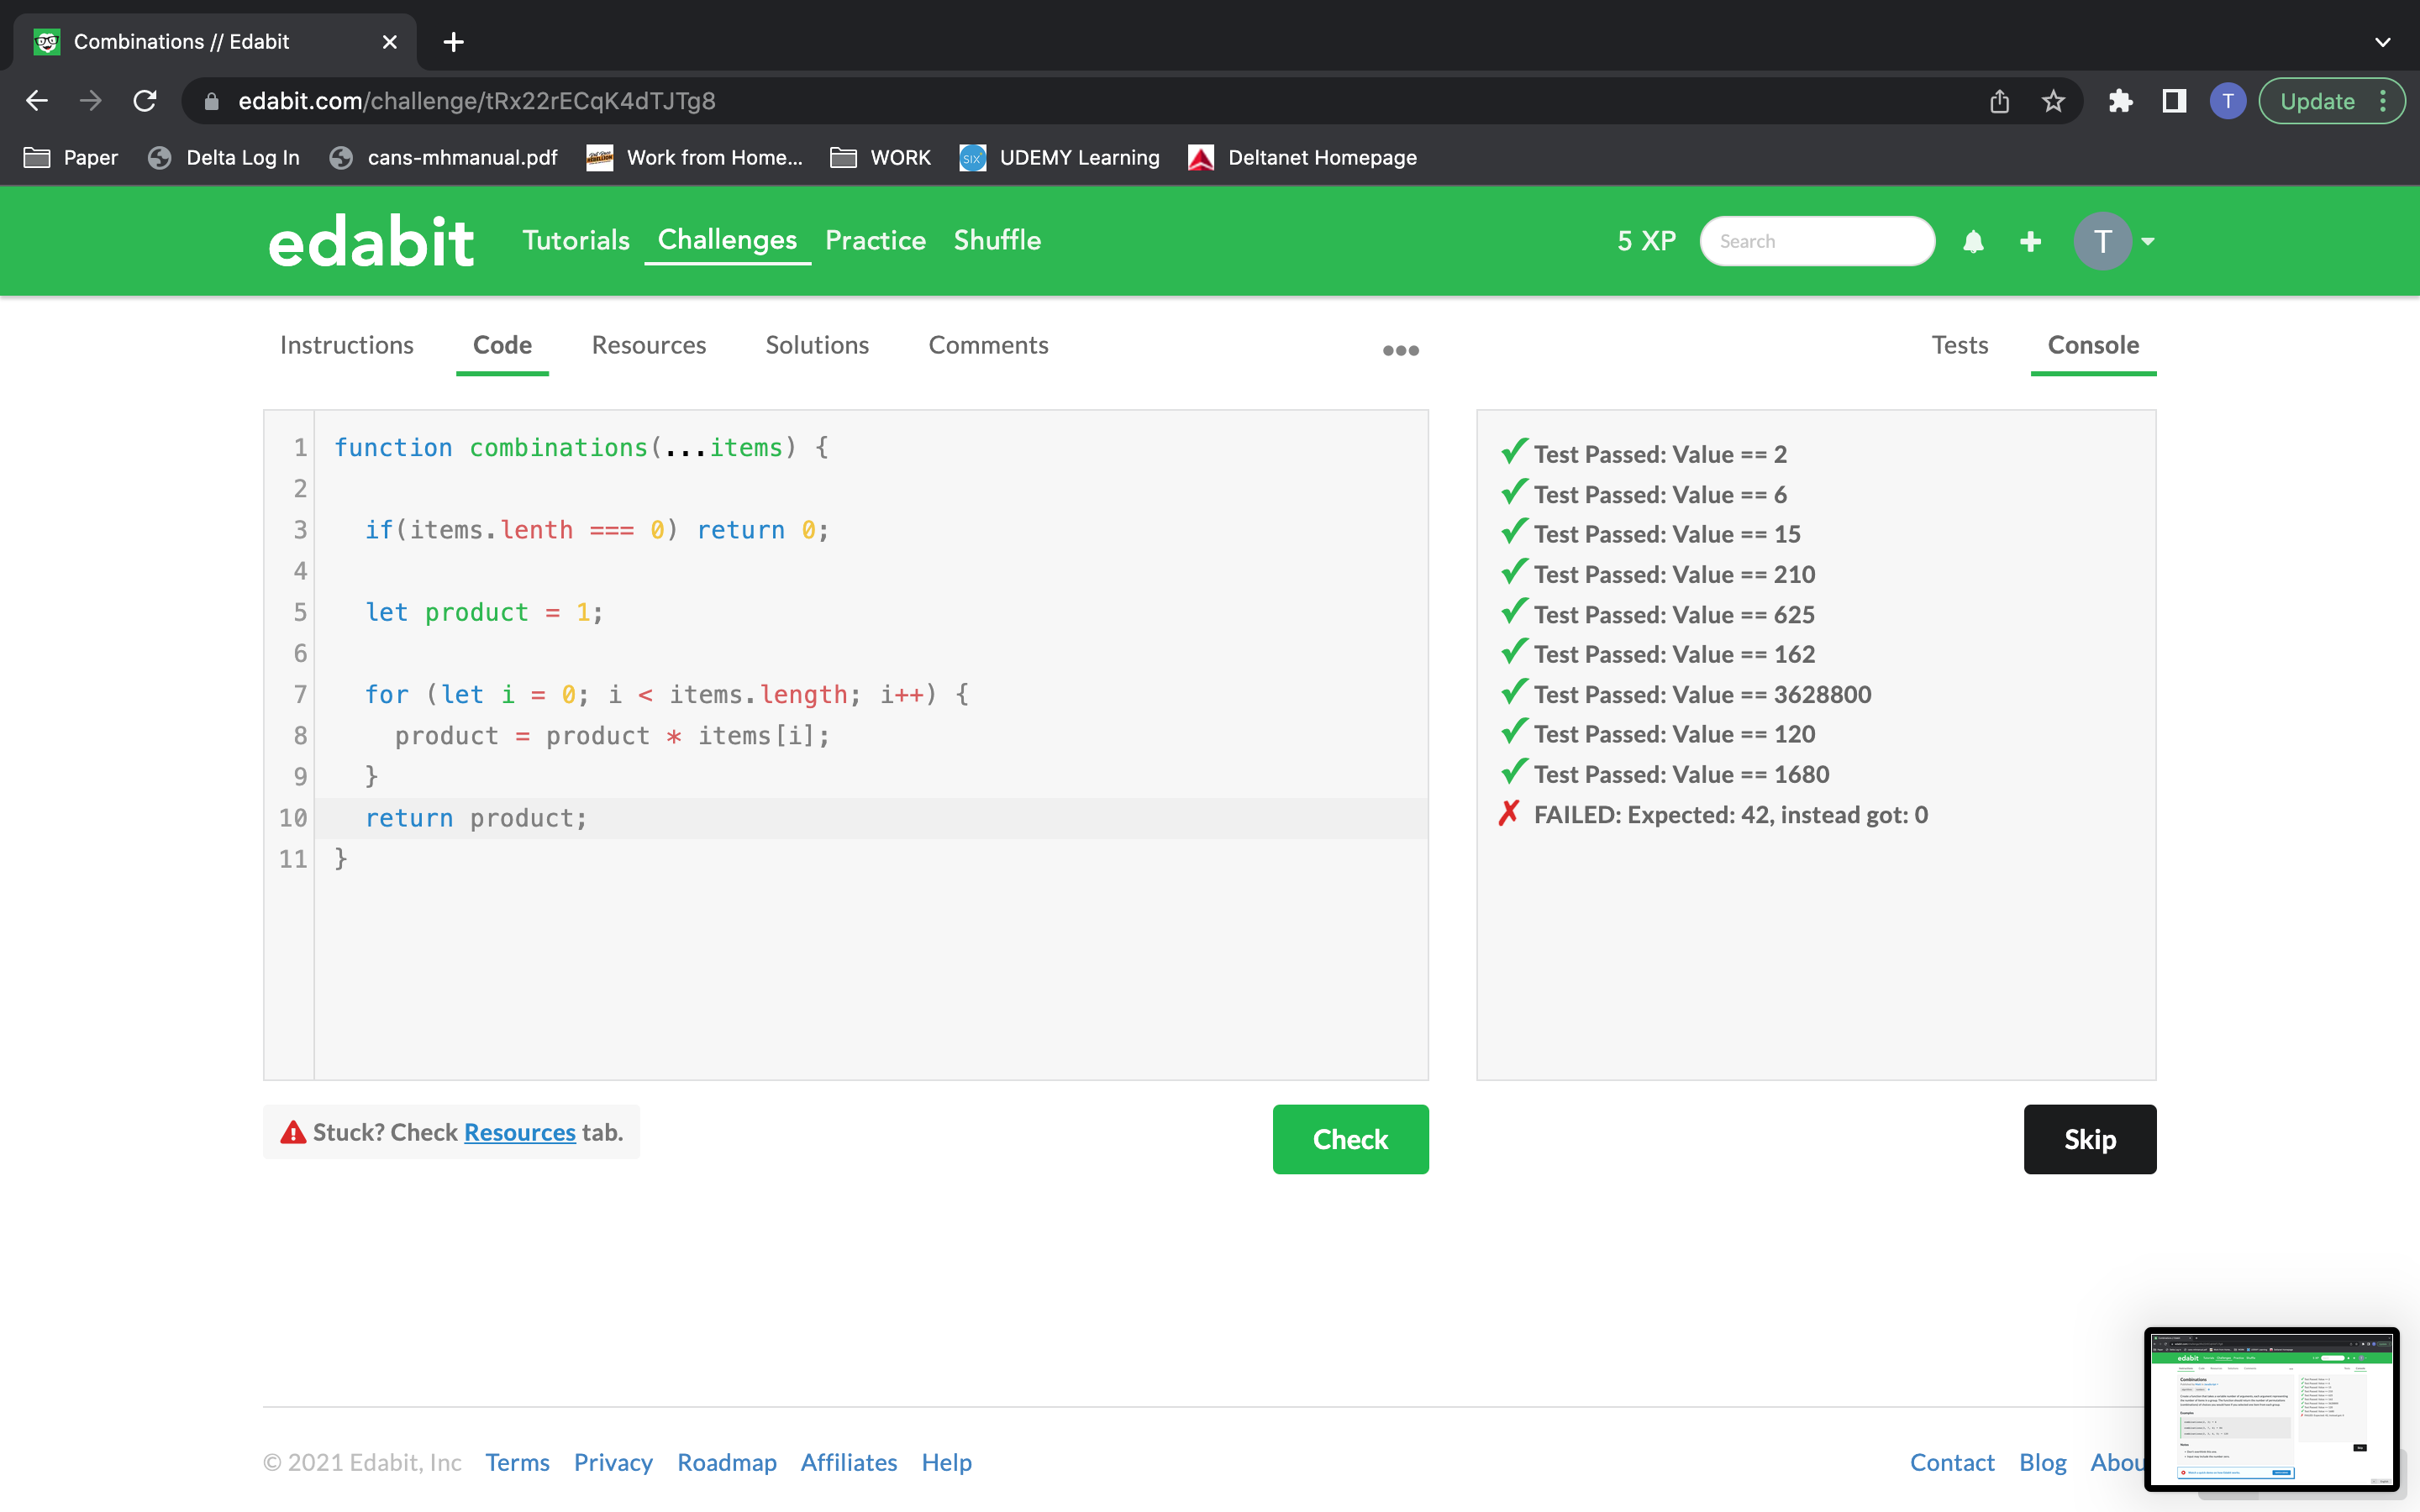 Combinations // Edabit
edabit.com/challenge/tRx22rECqK4dTJTg8
Update
T
Paper
Delta Log In
cans-mhmanual.pdf
Work from Home...
WORK
SIX
UDEMY Learning
Deltanet Homepage
edabit
Tutorials
Challenges
Practice
Shuffle
5 XP
Search
T
Instructions
Code
Resources
Solutions
Comments
Tests
Console
1 function combinations(...items) {
2
3 if(items.lenth === 0) return 0;
4
5 let product = 1;
6
7 for (let i = 0; i < items.length; i++) {
8 product = product * items[i];
9 }
10 return product;
11 }
Test Passed: Value == 2
Test Passed: Value == 6
Test Passed: Value == 15
Test Passed: Value == 210
Test Passed: Value == 625
Test Passed: Value == 162
Test Passed: Value == 3628800
Test Passed: Value == 120
Test Passed: Value == 1680
FAILED: Expected: 42, instead got: 0
Stuck? Check Resources tab.
Check
Skip
© 2021 Edabit, Inc
Terms
Privacy
Roadmap
Affiliates
Help
Contact
Blog
Abou
edabit
Combinations